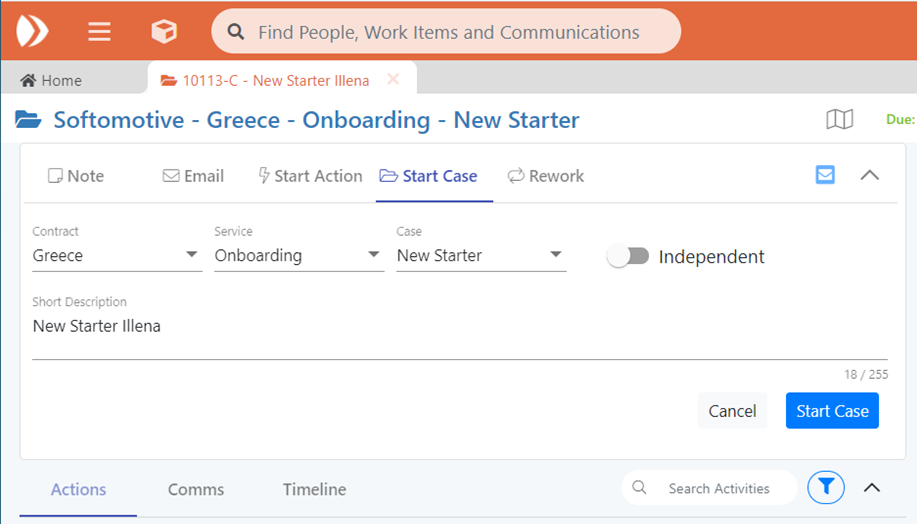 Find People, Work Items and Communications
Home
10113-C - New Starter Illena
Softomotive - Greece - Onboarding - New Starter
Due:
Note
Email
Start Action
Start Case
Rework
Contract
Service
Case
Greece
Onboarding
New Starter
Independent
Short Description
New Starter Illena
18 / 255
Cancel
Start Case
Actions
Comms
Timeline
Search Activities